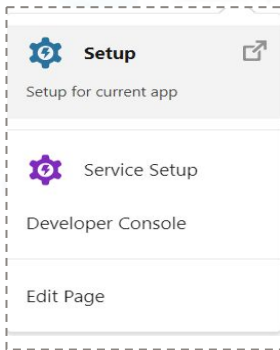 Setup
Setup for current app
Service Setup
Developer Console
Edit Page